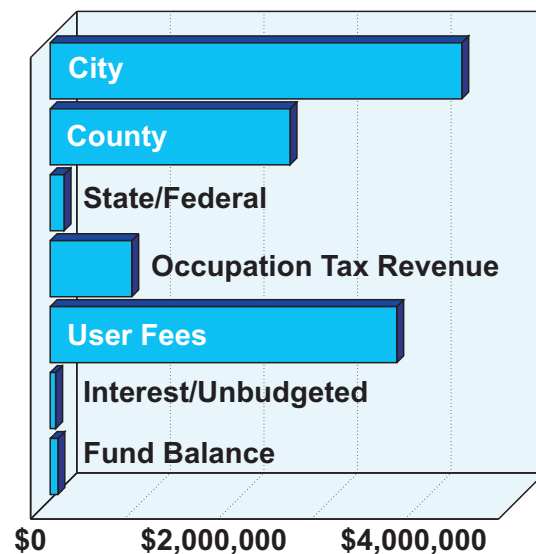 City
County
State/Federal
Occupation Tax Revenue
User Fees
Interest/Unbudgeted
Fund Balance
$0 $2,000,000 $4,000,000